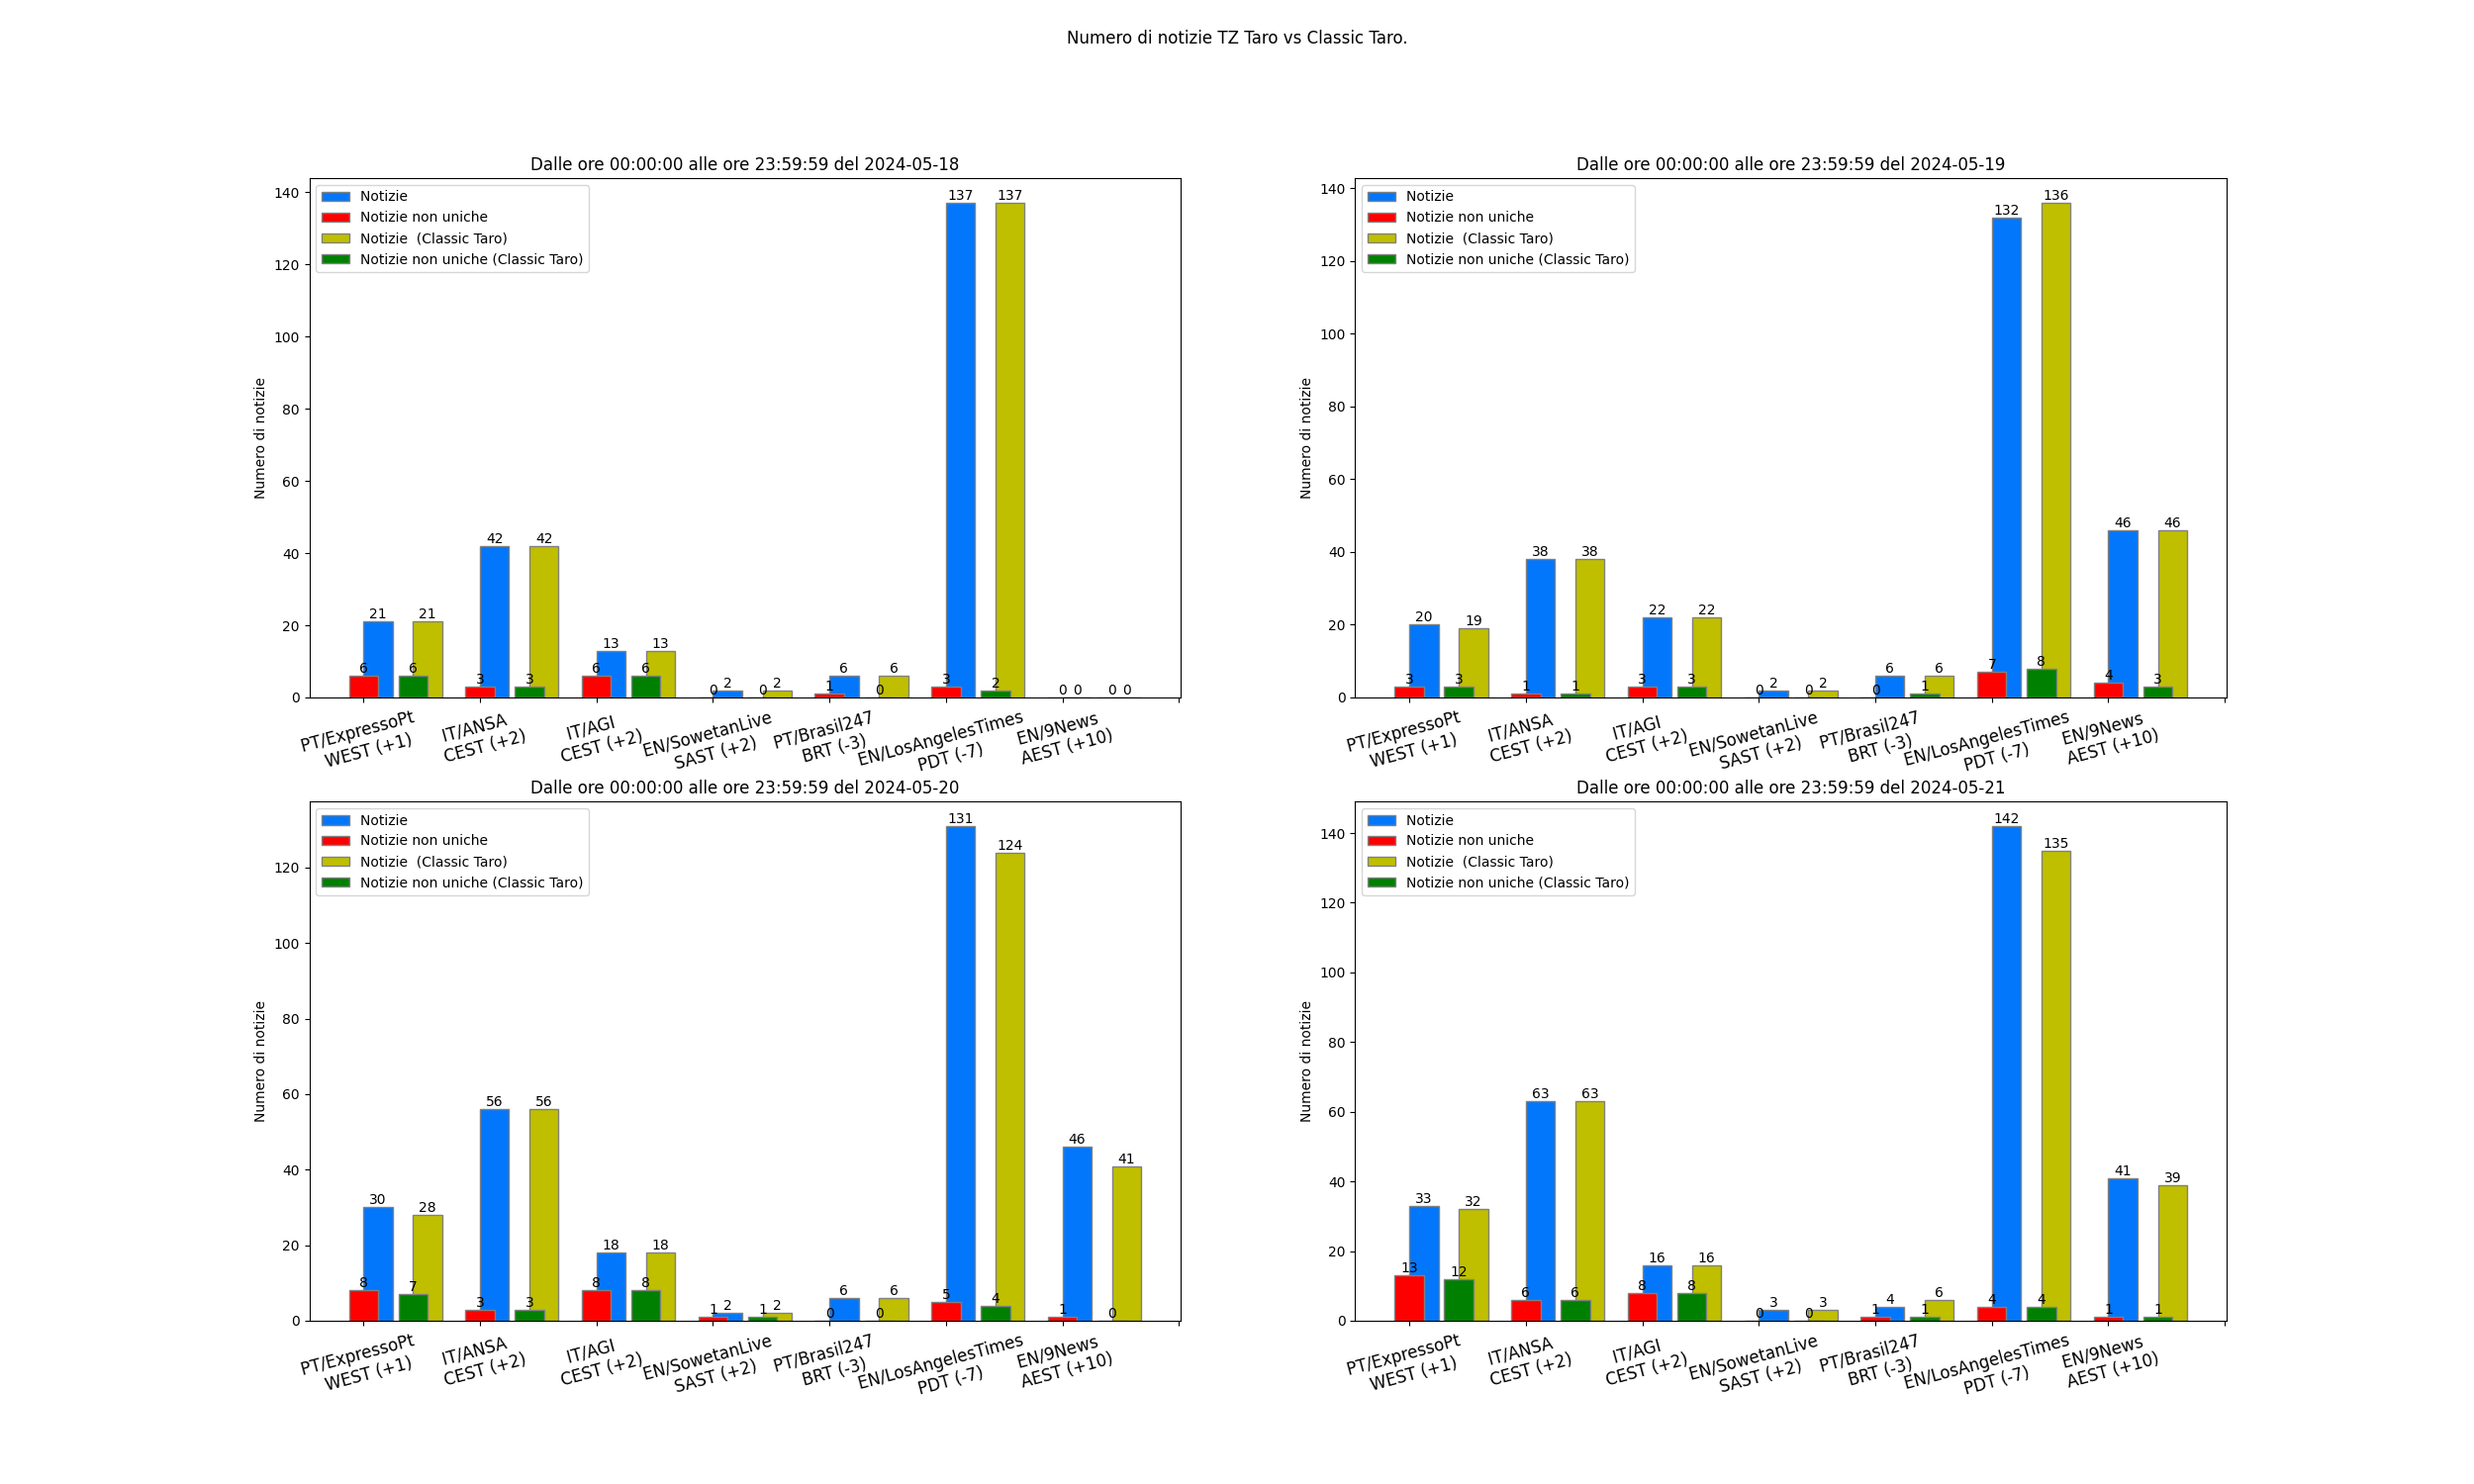 Numero di notizie TZ Taro vs Classic Taro.
Dalle ore 00:00:00 alle ore 23:59:59 del 2024-05-18
Numero di notizie
140
120
100
80
60
40
20
0
Notizie
Notizie non uniche
Notizie (Classic Taro)
Notizie non uniche (Classic Taro)
6 21 6 21
3 42 3 42
6 13 6 13
0 2 0 2
1 6 0 6
3 137 2 137
0 0 0 0
PT/ExpressoPt
WEST (+1)
IT/ANSA
CEST (+2)
IT/AGI
CEST (+2)
EN/SowetanLive
SAST (+2)
PT/Brasil247
BRT (-3)
EN/LosAngelesTimes
PDT (-7)
EN/9News
AEST (+10)
Dalle ore 00:00:00 alle ore 23:59:59 del 2024-05-19
Numero di notizie
140
120
100
80
60
40
20
0
Notizie
Notizie non uniche
Notizie (Classic Taro)
Notizie non uniche (Classic Taro)
3 20 3 19
1 38 1 38
3 22 3 22
0 2 0 2
0 6 1 6
7 132 8 136
4 46 3 46
PT/ExpressoPt
WEST (+1)
IT/ANSA
CEST (+2)
IT/AGI
CEST (+2)
EN/SowetanLive
SAST (+2)
PT/Brasil247
BRT (-3)
EN/LosAngelesTimes
PDT (-7)
EN/9News
AEST (+10)
Dalle ore 00:00:00 alle ore 23:59:59 del 2024-05-20
Numero di notizie
120
100
80
60
40
20
0
Notizie
Notizie non uniche
Notizie (Classic Taro)
Notizie non uniche (Classic Taro)
8 30 7 28
3 56 3 56
8 18 8 18
1 2 1 2
0 6 0 6
5 131 4 124
1 46 0 41
PT/ExpressoPt
WEST (+1)
IT/ANSA
CEST (+2)
IT/AGI
CEST (+2)
EN/SowetanLive
SAST (+2)
PT/Brasil247
BRT (-3)
EN/LosAngelesTimes
PDT (-7)
EN/9News
AEST (+10)
Dalle ore 00:00:00 alle ore 23:59:59 del 2024-05-21
Numero di notizie
140
120
100
80
60
40
20
0
Notizie
Notizie non uniche
Notizie (Classic Taro)
Notizie non uniche (Classic Taro)
13 33 12 32
6 63 6 63
8 16 8 16
0 3 0 3
1 4 1 6
4 142 4 135
1 41 1 39
PT/ExpressoPt
WEST (+1)
IT/ANSA
CEST (+2)
IT/AGI
CEST (+2)
EN/SowetanLive
SAST (+2)
PT/Brasil247
BRT (-3)
EN/LosAngelesTimes
PDT (-7)
EN/9News
AEST (+10)